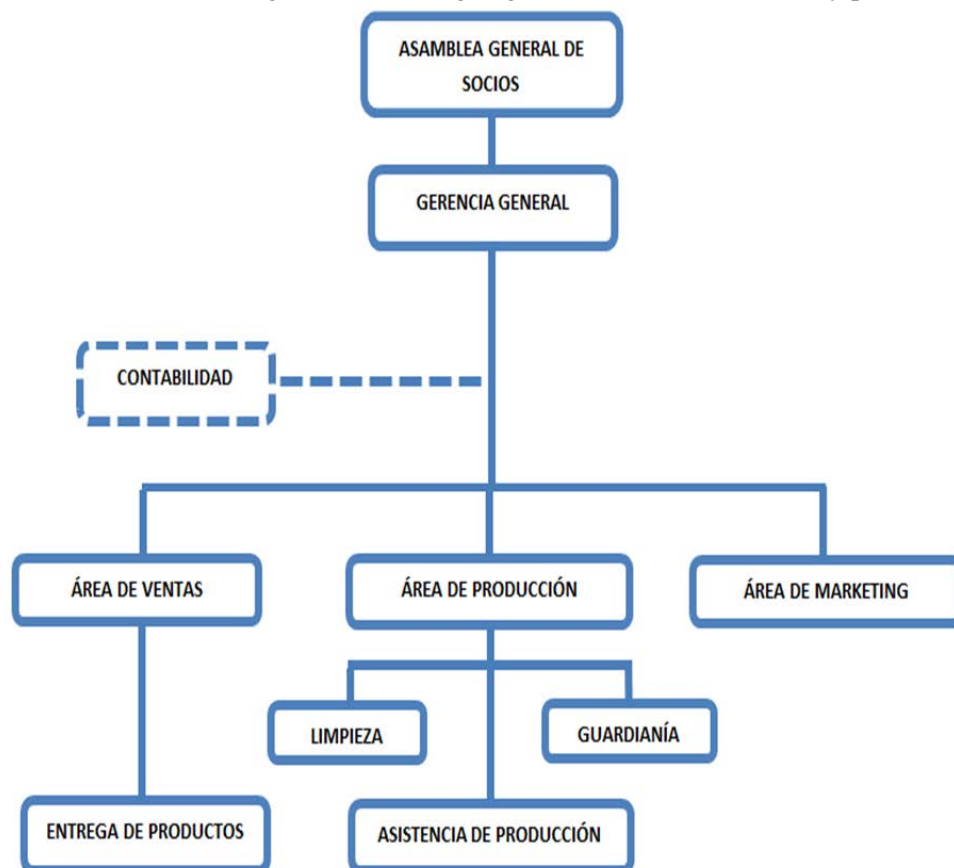 ASAMBLEA GENERAL DE
SOCIOS
GERENCIA GENERAL
CONTABILIDAD
ÁREA DE VENTAS
ÁREA DE PRODUCCIÓN
ÁREA DE MARKETING
LIMPIEZA
GUARDIANÍA
ENTREGA DE PRODUCTOS
ASISTENCIA DE PRODUCCIÓN